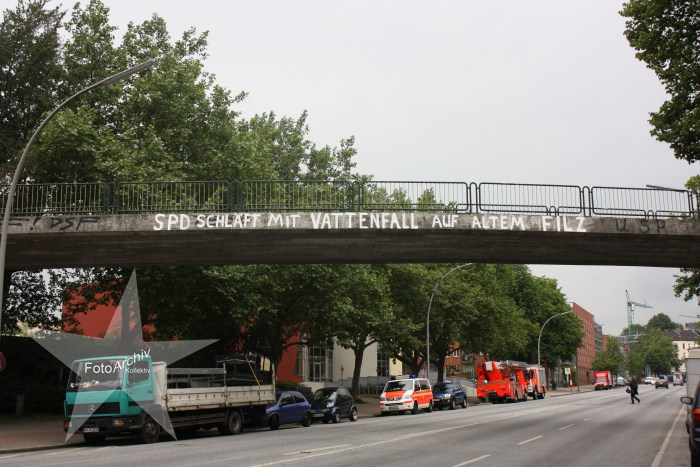 SPD SCHLÄFT MIT VATTENFALL AUF ALTEM FILZ
FotoArchiv
Kollektiv